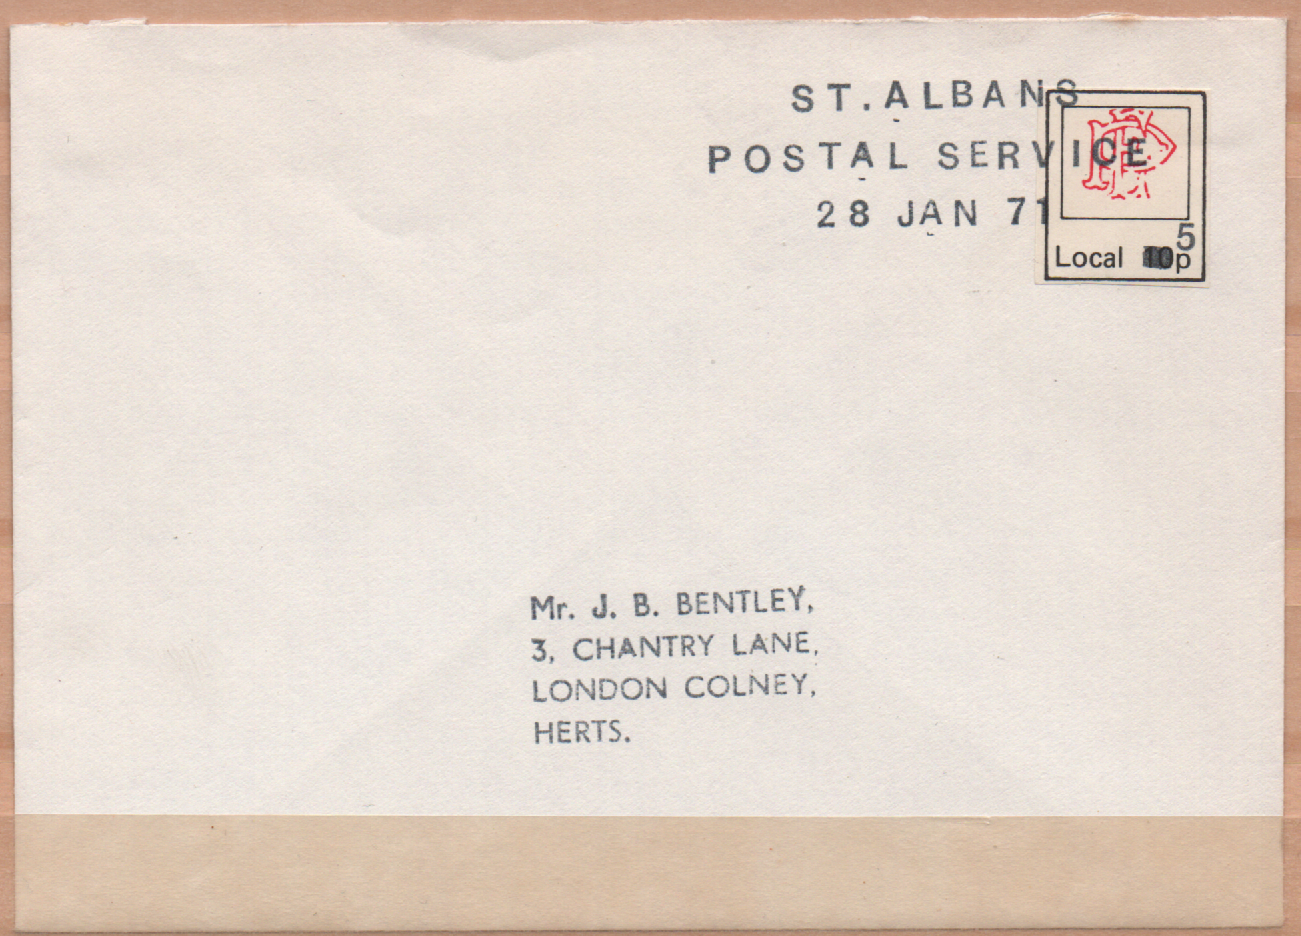 ST. ALBANS
POSTAL SERVICE
28 JAN 71
5
Local 10p
Mr. J. B. BENTLEY,
3, CHANTRY LANE,
LONDON COLNEY,
HERTS.